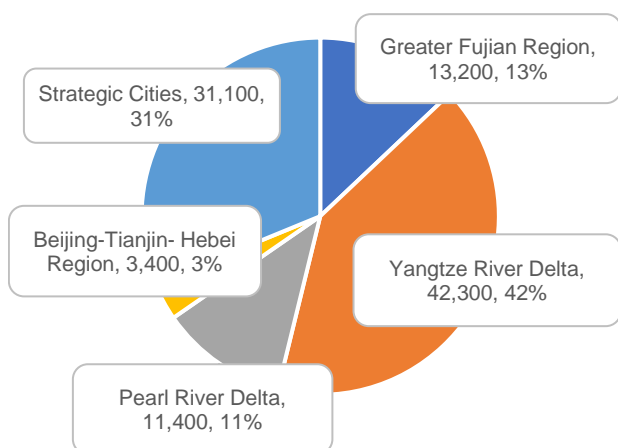 Greater Fujian Region,
13,200, 13%
Strategic Cities, 31,100,
31%
Beijing-Tianjin- Hebei
Region, 3,400, 3%
Yangtze River Delta,
42,300, 42%
Pearl River Delta,
11,400, 11%